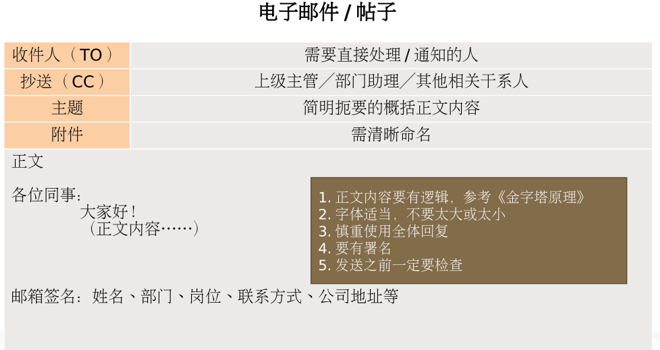 电子邮件 / 帖子
收件人（TO） 需要直接处理 / 通知的人
抄送（CC） 上级主管／部门助理／其他相关干系人
主题 简明扼要的概括正文内容
附件 需清晰命名
正文
各位同事:
大家好！
（正文内容……）
1. 正文内容要有逻辑，参考《金字塔原理》
2. 字体适当，不要太大或太小
3. 慎重使用全体回复
4. 要有署名
5. 发送之前一定要检查
邮箱签名：姓名、部门、岗位、联系方式、公司地址等